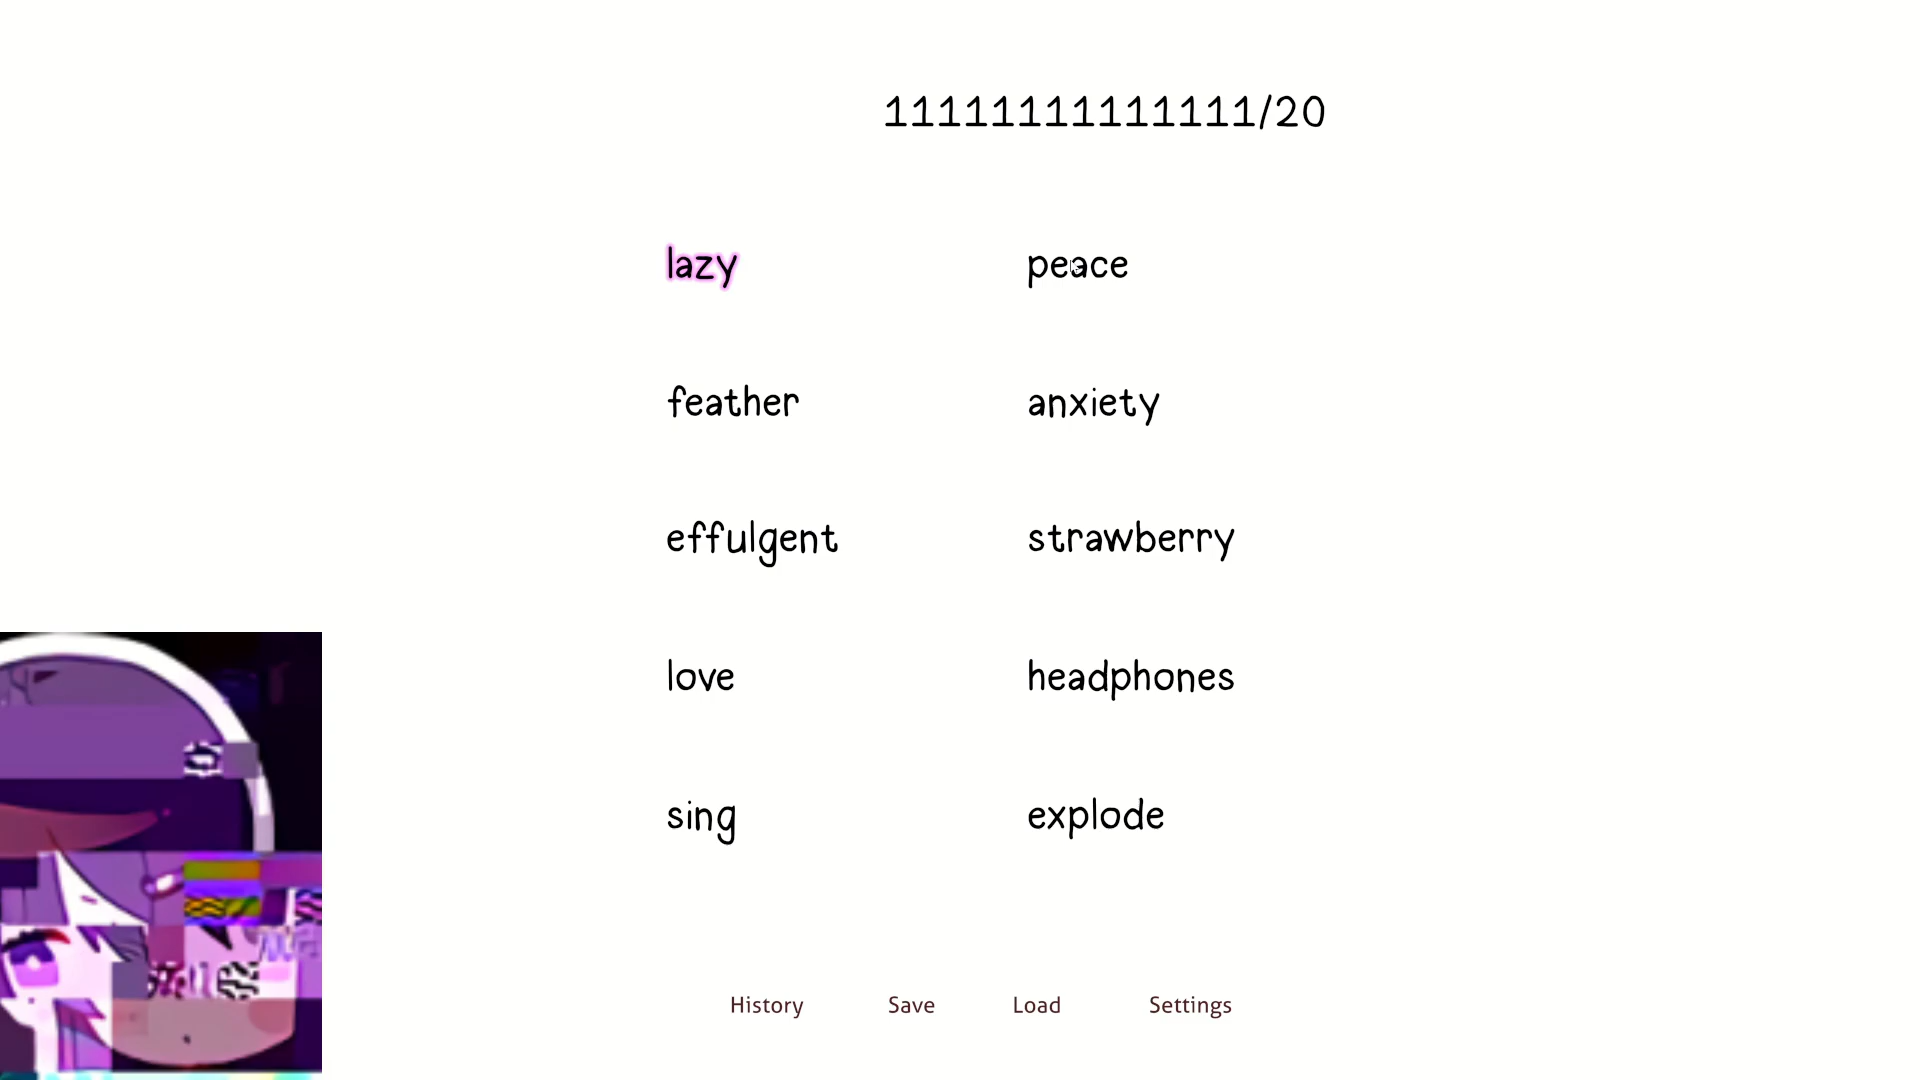 11111111111111/20
lazy peace
feather anxiety
effulgent strawberry
love headphones
sing explode
History Save Load Settings